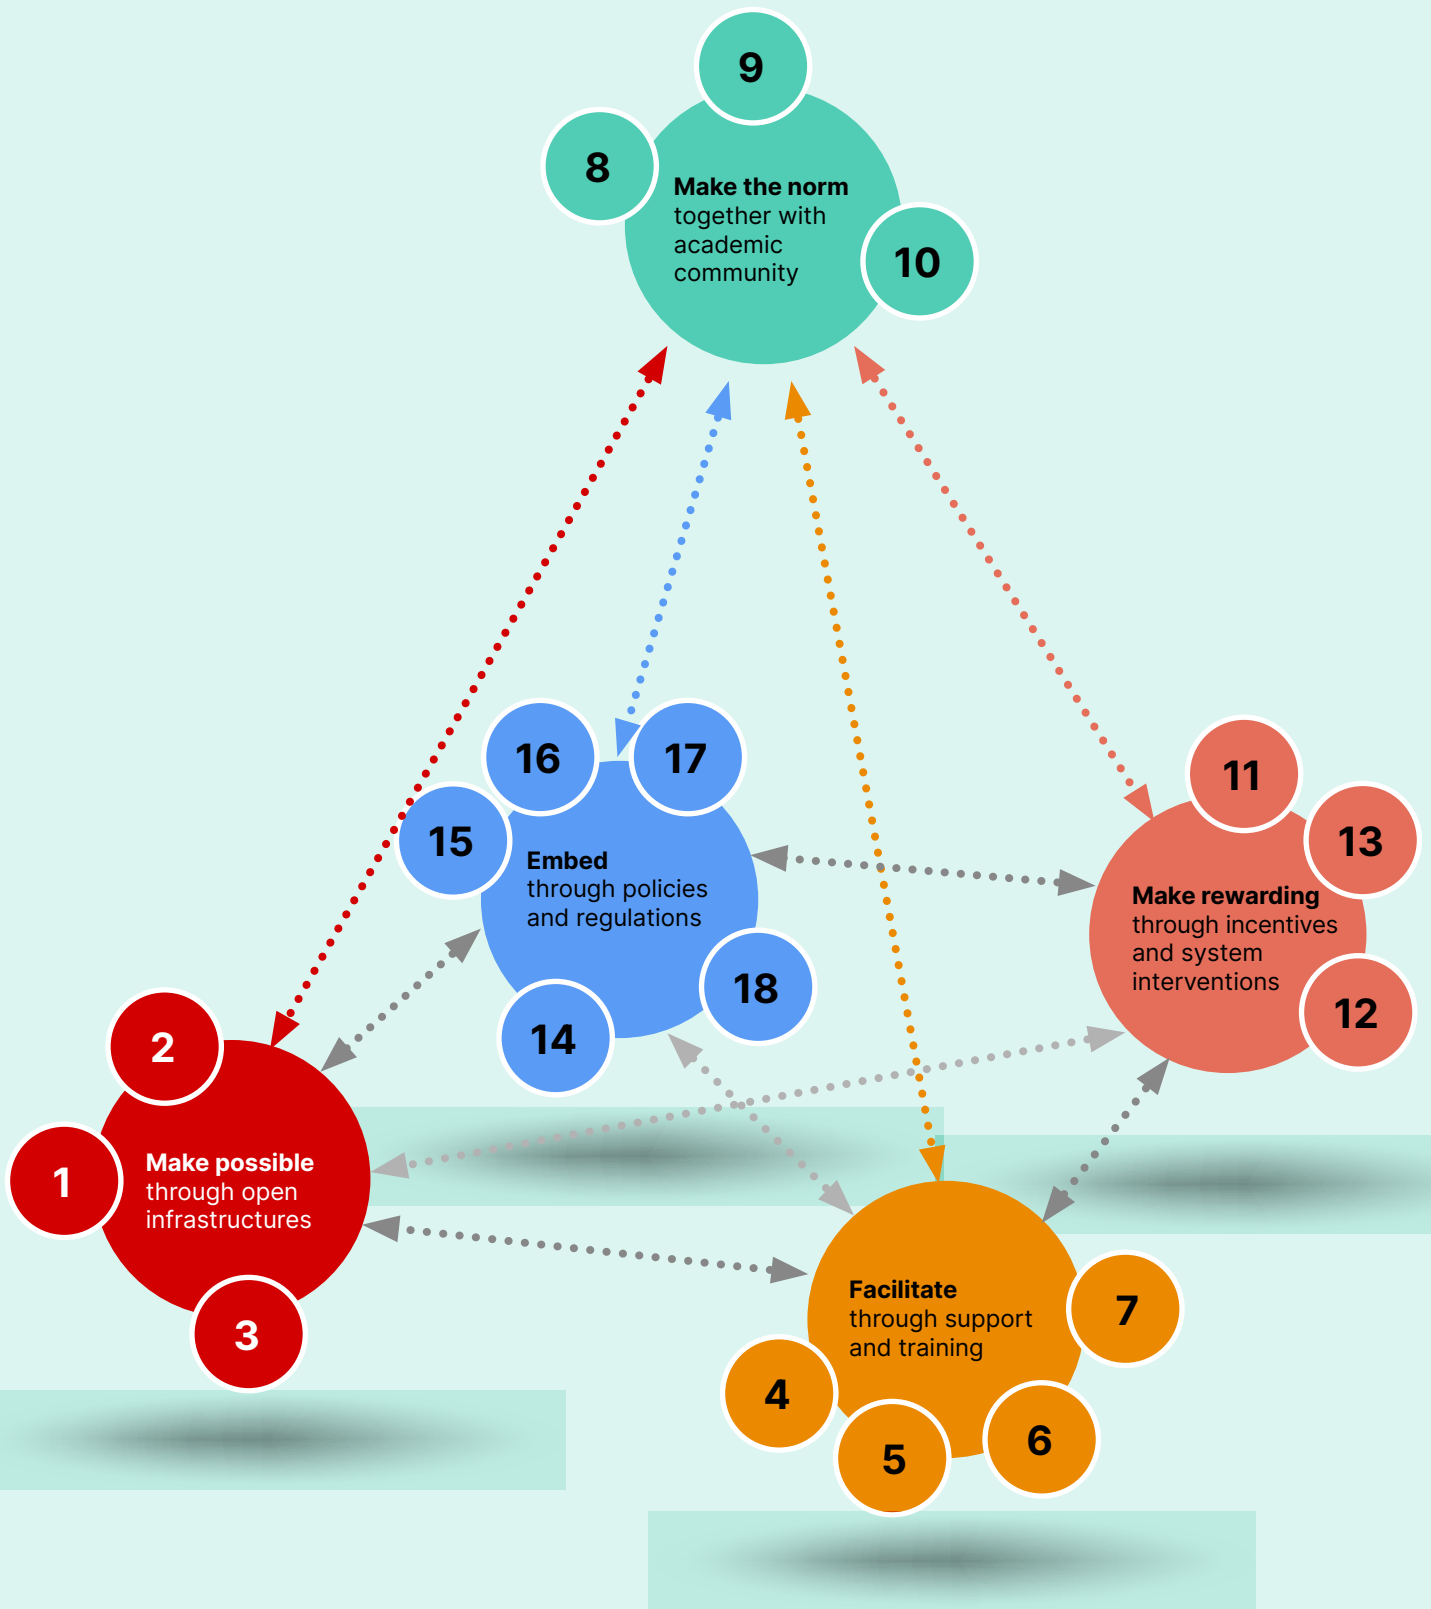 9
8
Make the norm
together with
academic
community
10
16
17
11
15
13
Embed
through policies
and regulations
Make rewarding
through incentives
and system
interventions
18
12
14
2
Make possible
through open
infrastructures
1
3
Facilitate
through support
and training
7
4
5
6